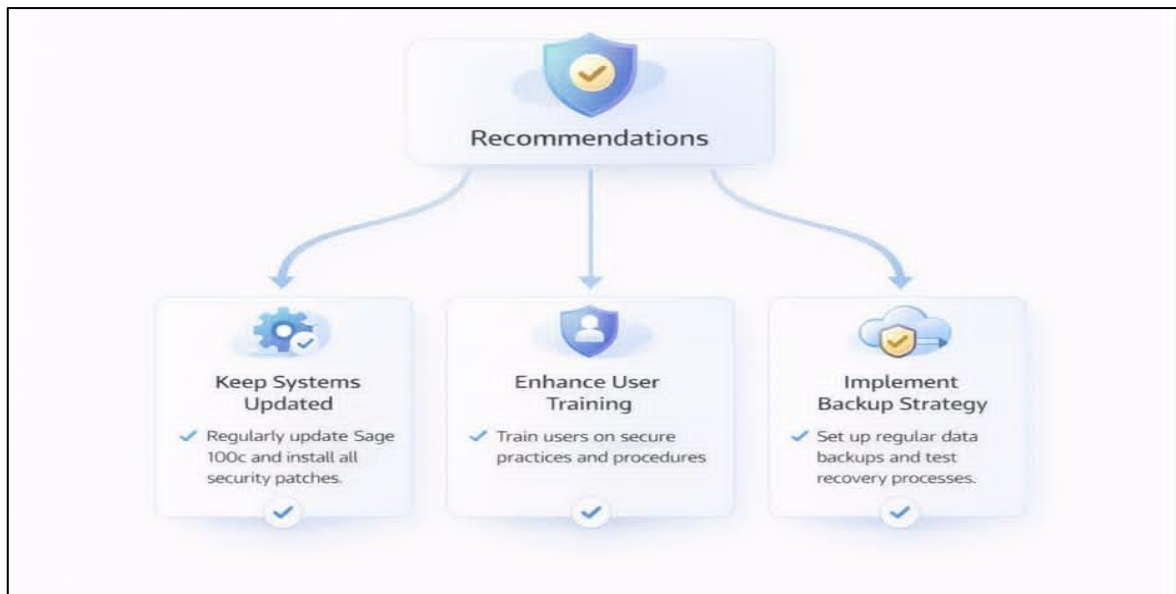 Recommendations
Keep Systems
Updated
Regularly update Sage
100c and install all
security patches.
Enhance User
Training
Train users on secure
practices and procedures
Implement
Backup Strategy
Set up regular data
backups and test
recovery processes.